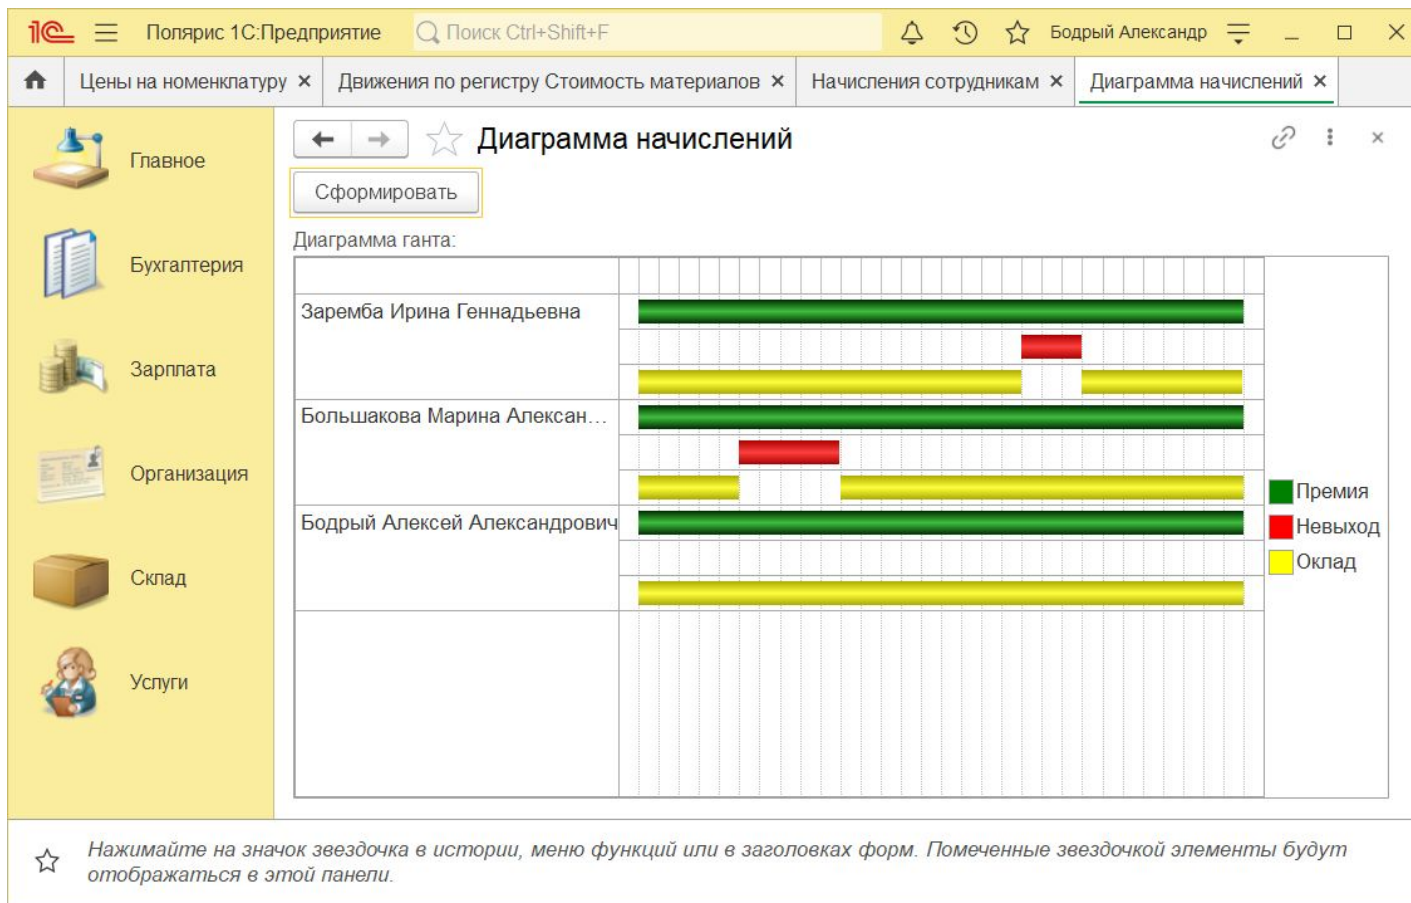 1С Полярис 1С:Предприятие Поиск Ctrl+Shift+F Бодрый Александр
Цены на номенклатуру × Движения по регистру Стоимость материалов × Начисления сотрудникам × Диаграмма начислений ×
Главное
Бухгалтерия
Зарплата
Организация
Склад
Услуги
Диаграмма начислений
Сформировать
Диаграмма ганта:
Заремба Ирина Геннадьевна
Большакова Марина Алексан...
Бодрый Алексей Александрович
Премия
Невыход
Оклад
Нажимайте на значок звездочка в истории, меню функций или в заголовках форм. Помеченные звездочкой элементы будут
отображаться в этой панели.